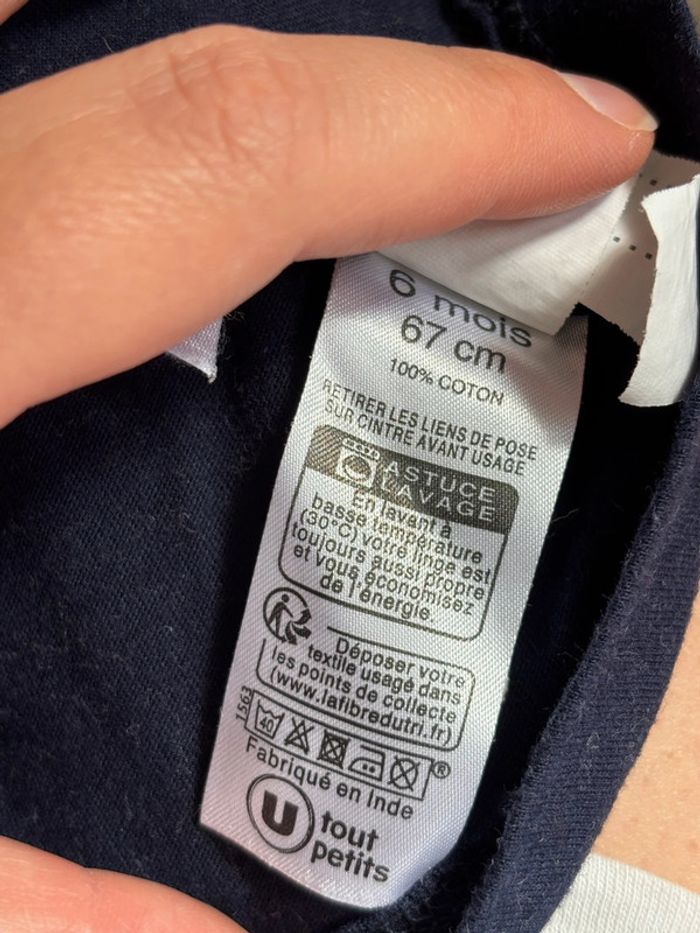 6 mois
67 cm
100% COTON
RETIRER LES LIENS DE POSE
SUR CINTRE AVANT USAGE
ASTUCE
LAVAGE
En lavant à
basse température
(30°C) votre linge est
toujours aussi propre
et vous économisez
de l'énergie.
Déposer votre
textile usagé dans
les points de collecte
(www.lafibredutri.fr)
1563
40
®
Fabriqué en Inde
U
tout
petits